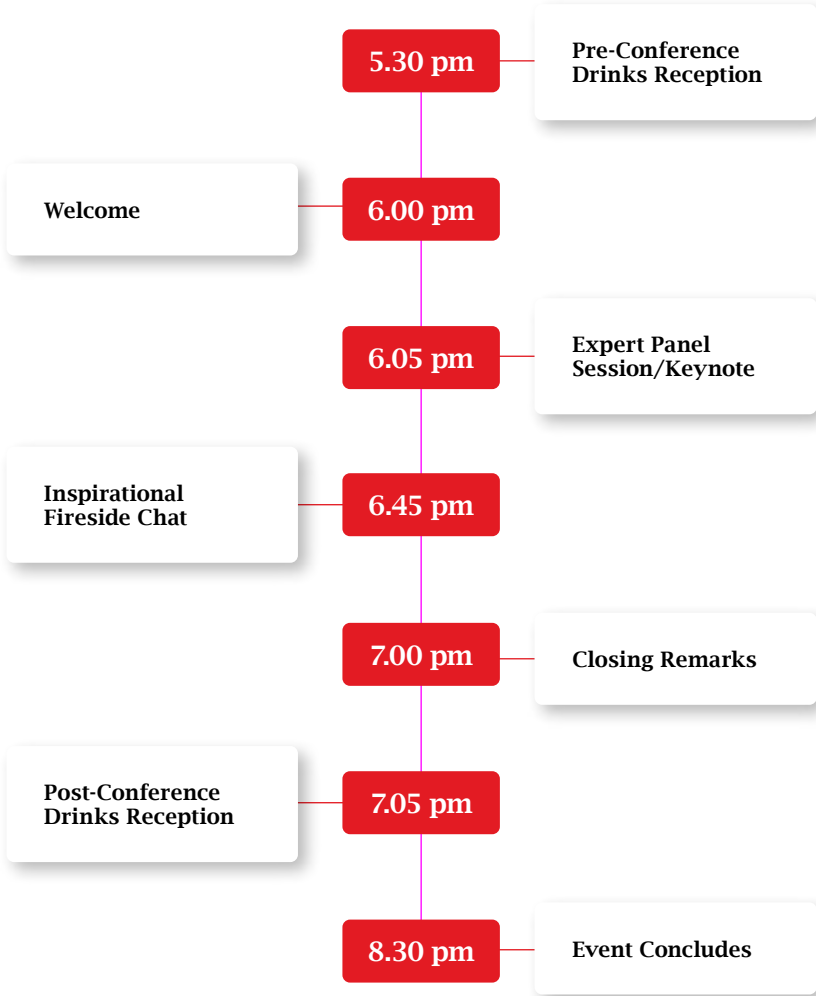 5.30 pm
Pre-Conference
Drinks Reception
Welcome
6.00 pm
6.05 pm
Expert Panel
Session/Keynote
Inspirational
Fireside Chat
6.45 pm
7.00 pm
Closing Remarks
Post-Conference
Drinks Reception
7.05 pm
8.30 pm
Event Concludes